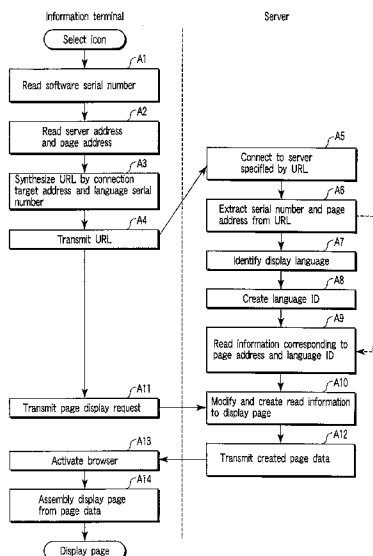 Information terminal
Server
Select icon
A1
Read software serial number
A2
Read server address
and page address
A3
Synthesize URL by connection
target address and language serial
number
A4
Transmit URL
A5
Connect to server
specified by URL
A6
Extract serial number and page
address from URL
A7
Identify display language
A8
Create language ID
A9
Read information corresponding to
page address and language ID
A11
Transmit page display request
A10
Modify and create read information
to display page
A13
Activate browser
A12
Transmit created page data
A14
Assembly display page
from page data
Display page